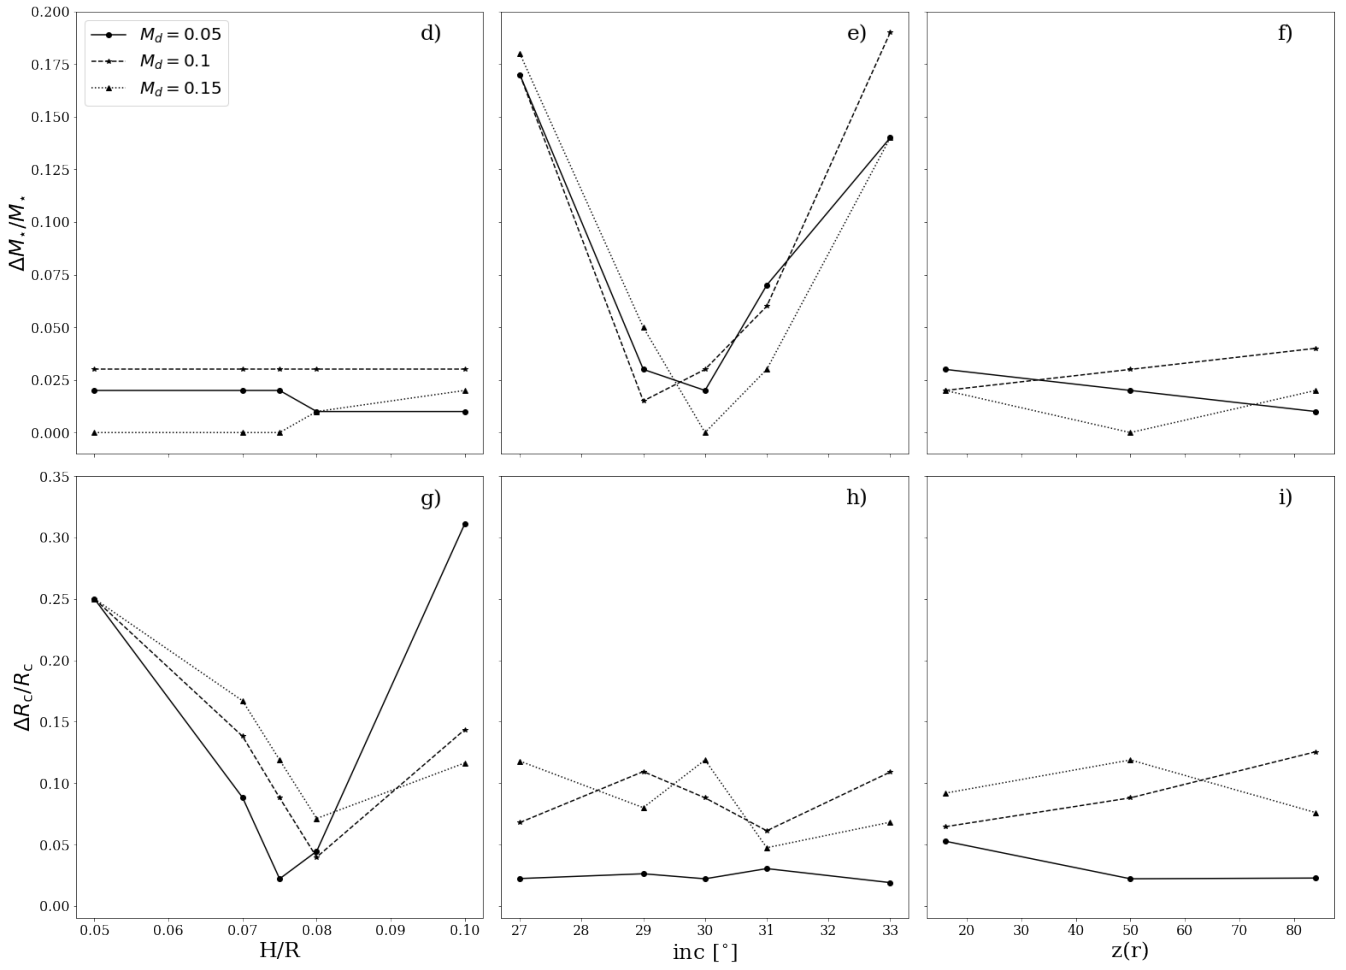 0.200
0.175
0.150
0.125
0.100
0.075
0.050
0.025
0.000
ΔM⋆/M⋆
M_d = 0.05
M_d = 0.1
M_d = 0.15
d)
e)
f)
0.35
0.30
0.25
0.20
0.15
0.10
0.05
0.00
ΔR_C/R_C
g)
h)
i)
0.05 0.06 0.07 0.08 0.09 0.10
H/R
27 28 29 30 31 32 33
inc [°]
20 30 40 50 60 70 80
z(r)